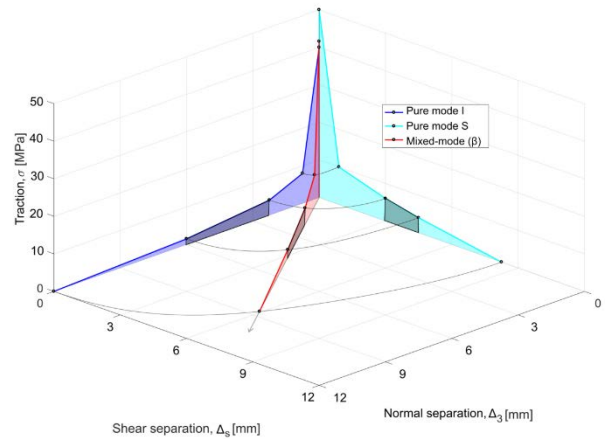 50
40
30
20
10
0
Traction, σ [MPa]
Pure mode I
Pure mode S
Mixed-mode (β)
0
3
6
9
12
Shear separation, Δs [mm]
12
9
6
3
0
Normal separation, Δ3 [mm]